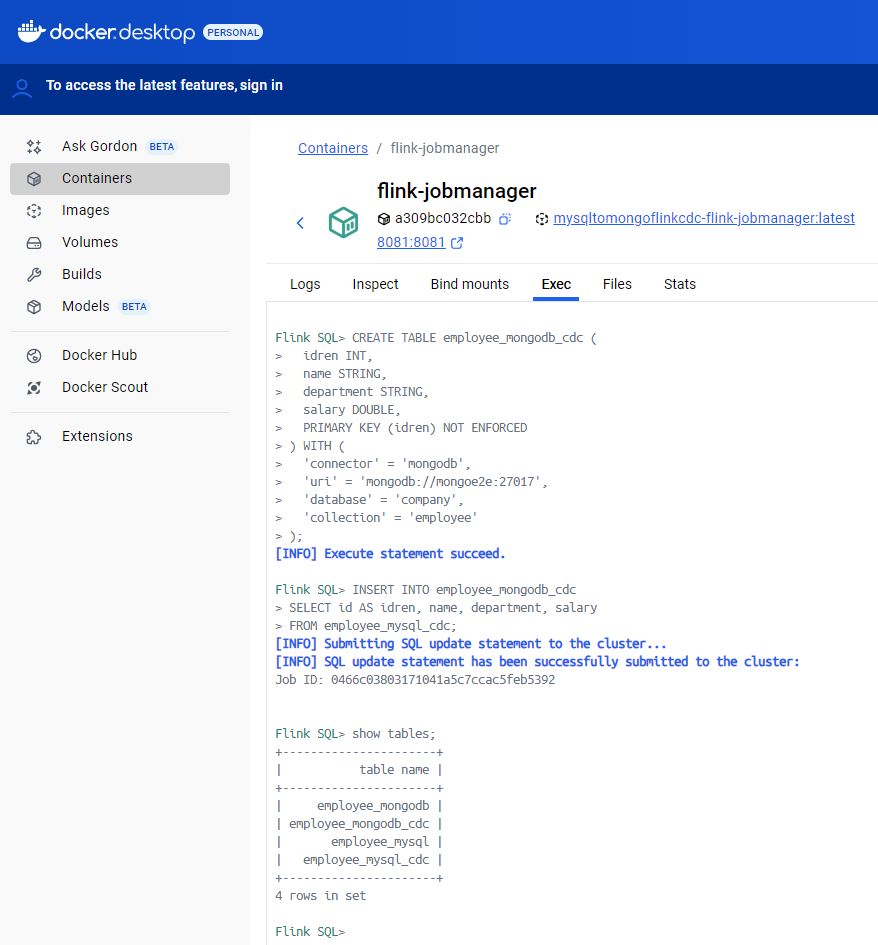 docker.desktop PERSONAL
To access the latest features, sign in
Ask Gordon BETA
Containers
Images
Volumes
Builds
Models BETA
Docker Hub
Docker Scout
Extensions
Containers / flink-jobmanager
flink-jobmanager
a309bc032cbb mysqltomongoflinkcdc-flink-jobmanager:latest
8081:8081
Logs Inspect Bind mounts Exec Files Stats
Flink SQL> CREATE TABLE employee_mongodb_cdc (
>   idren INT,
>   name STRING,
>   department STRING,
>   salary DOUBLE,
>   PRIMARY KEY (idren) NOT ENFORCED
> ) WITH (
>   'connector' = 'mongodb',
>   'uri' = 'mongodb://mongoe2e:27017',
>   'database' = 'company',
>   'collection' = 'employee'
> );
[INFO] Execute statement succeed.
Flink SQL> INSERT INTO employee_mongodb_cdc
> SELECT id AS idren, name, department, salary
> FROM employee_mysql_cdc;
[INFO] Submitting SQL update statement to the cluster...
[INFO] SQL update statement has been successfully submitted to the cluster:
Job ID: 0466c03803171041a5c7ccac5feb5392
Flink SQL> show tables;
+----------------------+
|           table name |
+----------------------+
|     employee_mongodb |
| employee_mongodb_cdc |
|       employee_mysql |
|   employee_mysql_cdc |
+----------------------+
4 rows in set
Flink SQL>